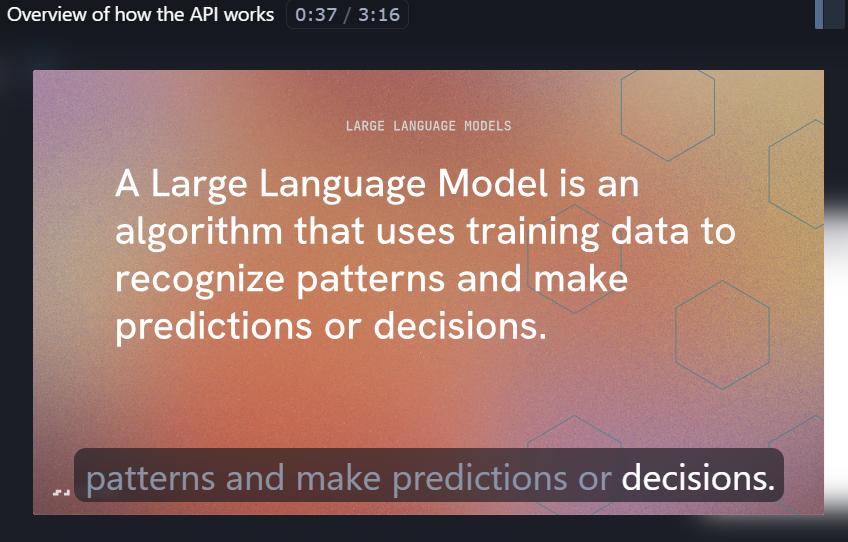 Overview of how the API works 0:37 / 3:16
LARGE LANGUAGE MODELS
A Large Language Model is an
algorithm that uses training data to
recognize patterns and make
predictions or decisions.
patterns and make predictions or decisions.